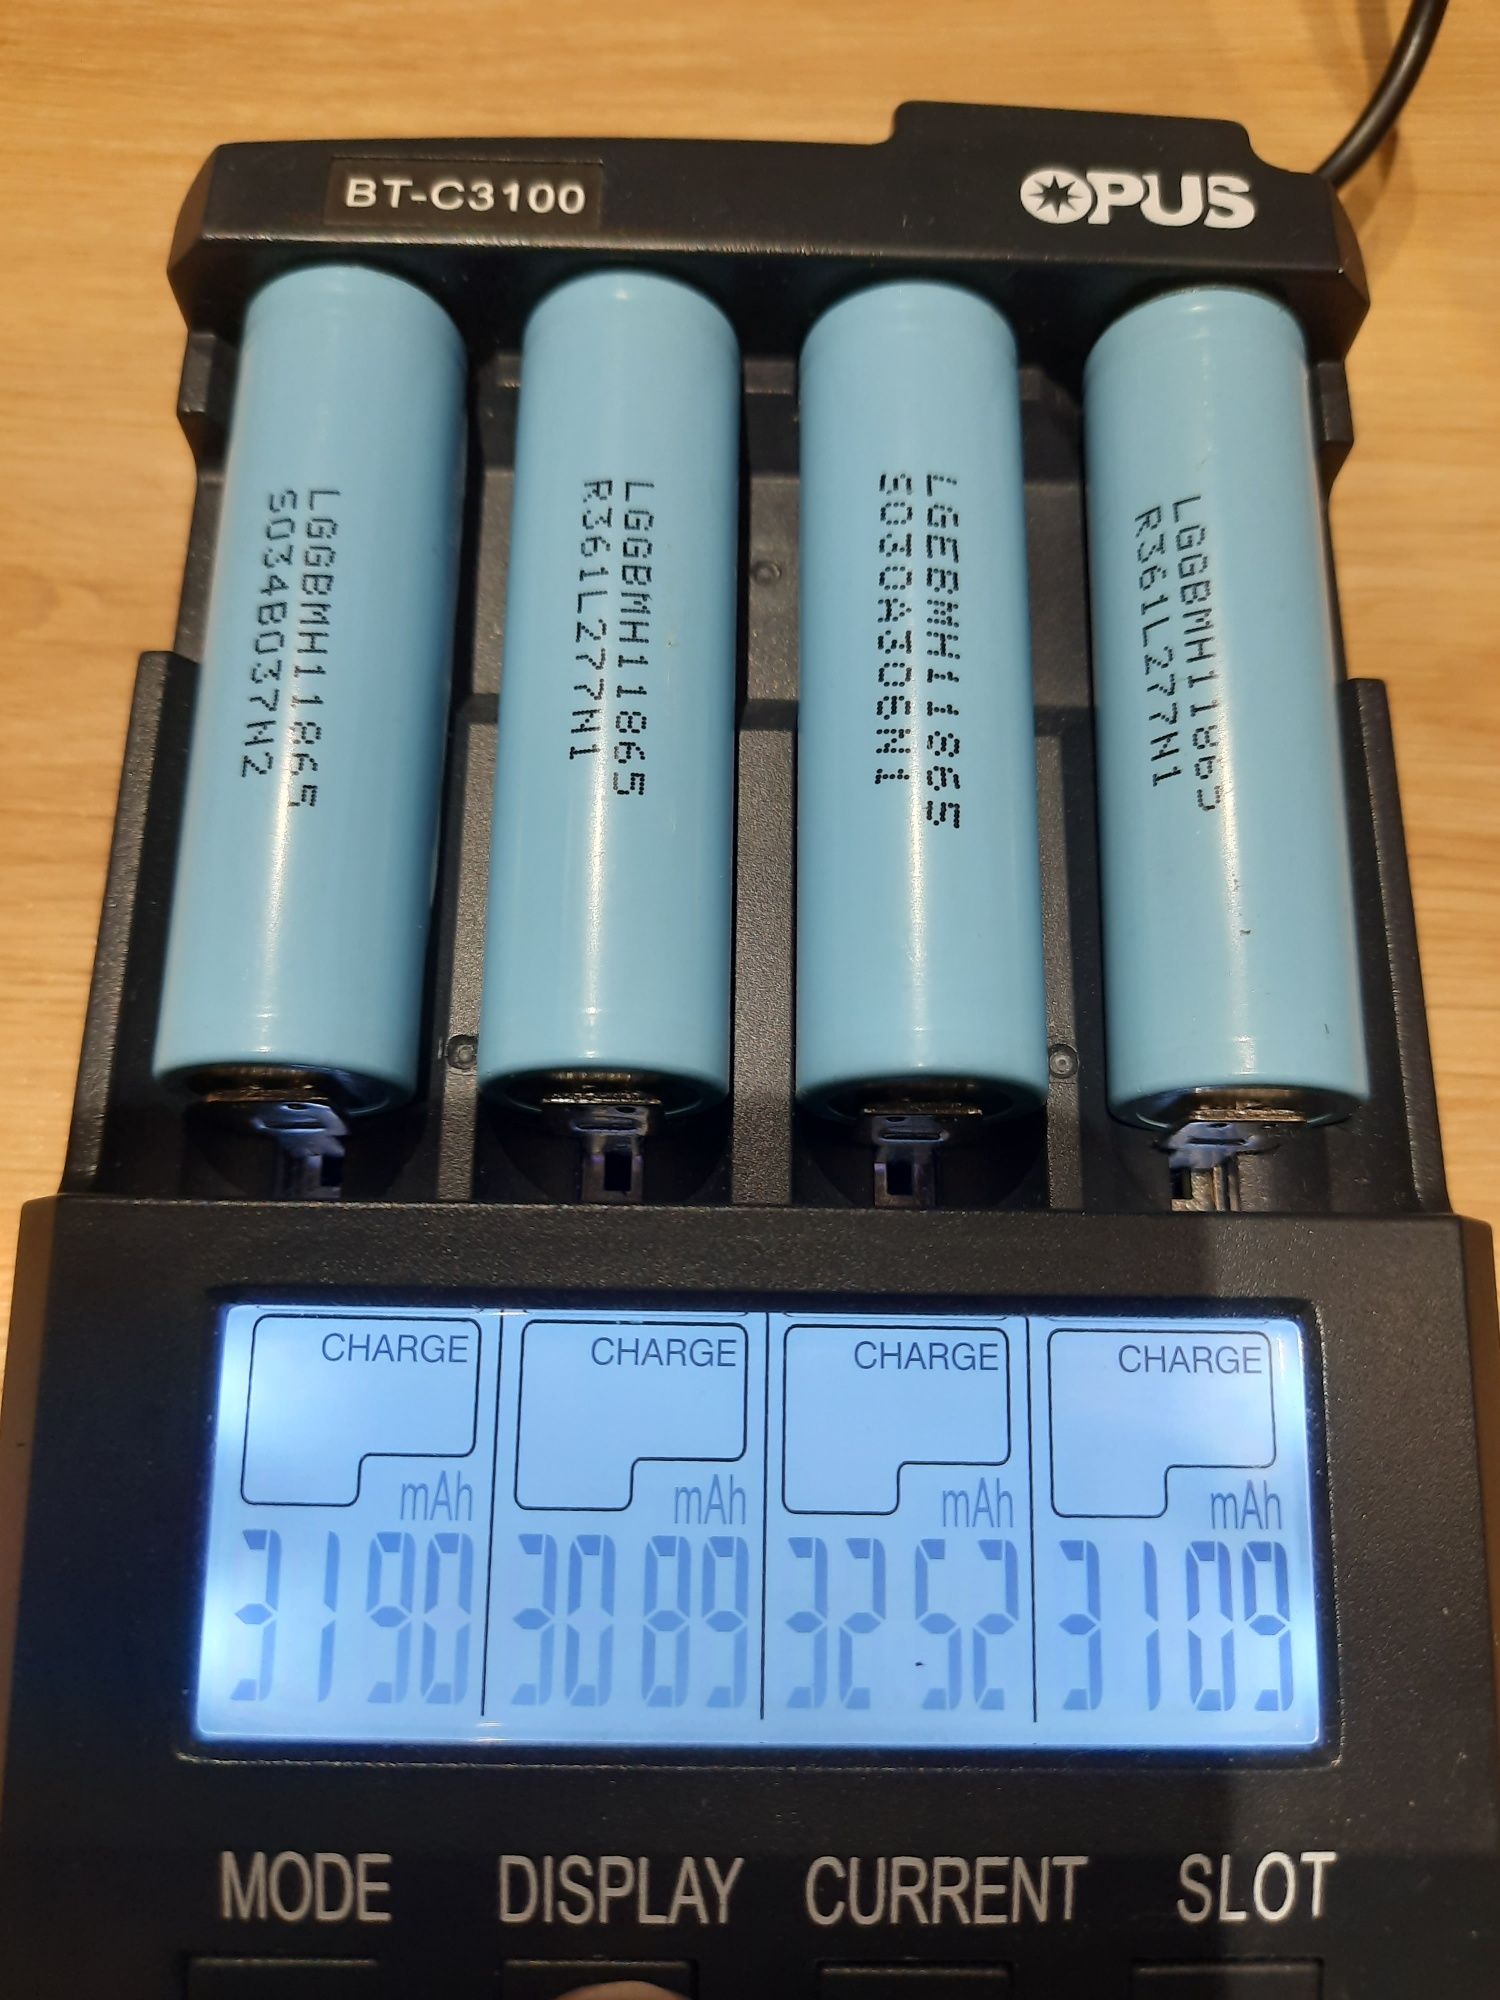 BT-C3100
OPUS
LGGBMH11865
S034B037N2
LGGBMH11865
R361L277N1
LGEBMH11865
S030A306N1
LGGBMH11865
R361L277N1
CHARGE
mAh
3190
CHARGE
mAh
3089
CHARGE
mAh
3252
CHARGE
mAh
3109
MODE
DISPLAY
CURRENT
SLOT